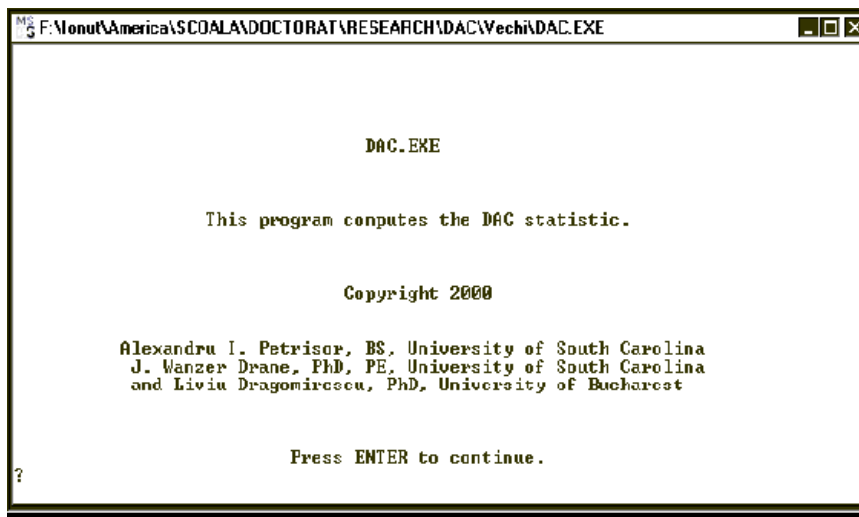 F:\Ionut\America\SCOALA\DOCTORAT\RESEARCH\DAC\Vechi\DAC.EXE
DAC.EXE
This program computes the DAC statistic.
Copyright 2000
Alexandru I. Petrisor, BS, University of South Carolina
J. Wanzer Drane, PhD, PE, University of South Carolina
and Liviu Dragomirescu, PhD, University of Bucharest
Press ENTER to continue.
?